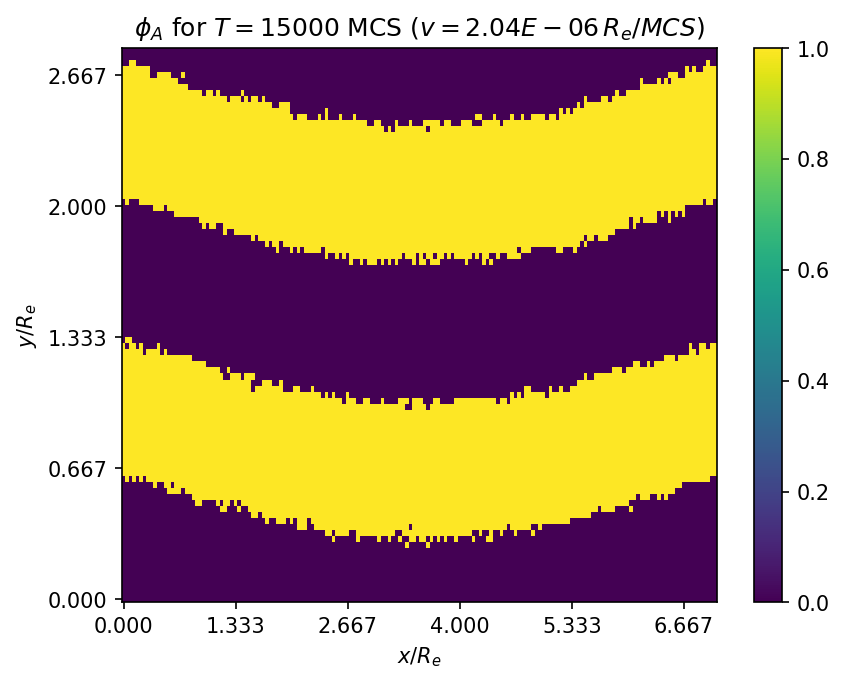 ϕ_A for T = 15000 MCS (v = 2.04E − 06 R_e/MCS)
y/R_e
2.667
2.000
1.333
0.667
0.000
0.000 1.333 2.667 4.000 5.333 6.667
x/R_e
1.0
0.8
0.6
0.4
0.2
0.0